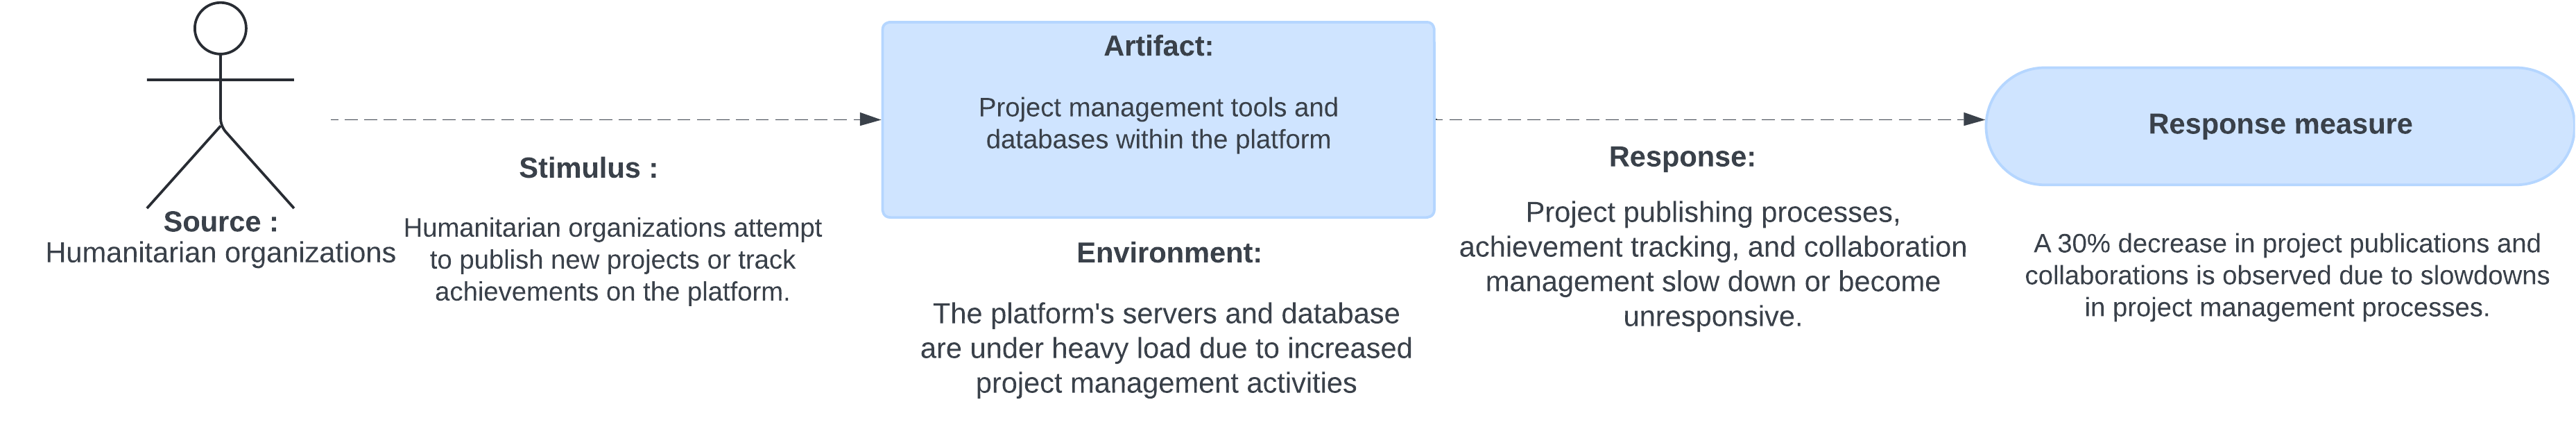 Source :
Humanitarian organizations
Stimulus :
Humanitarian organizations attempt
to publish new projects or track
achievements on the platform.
Artifact:
Project management tools and
databases within the platform
Environment:
The platform's servers and database
are under heavy load due to increased
project management activities
Response:
Project publishing processes,
achievement tracking, and collaboration
management slow down or become
unresponsive.
Response measure
A 30% decrease in project publications and
collaborations is observed due to slowdowns
in project management processes.